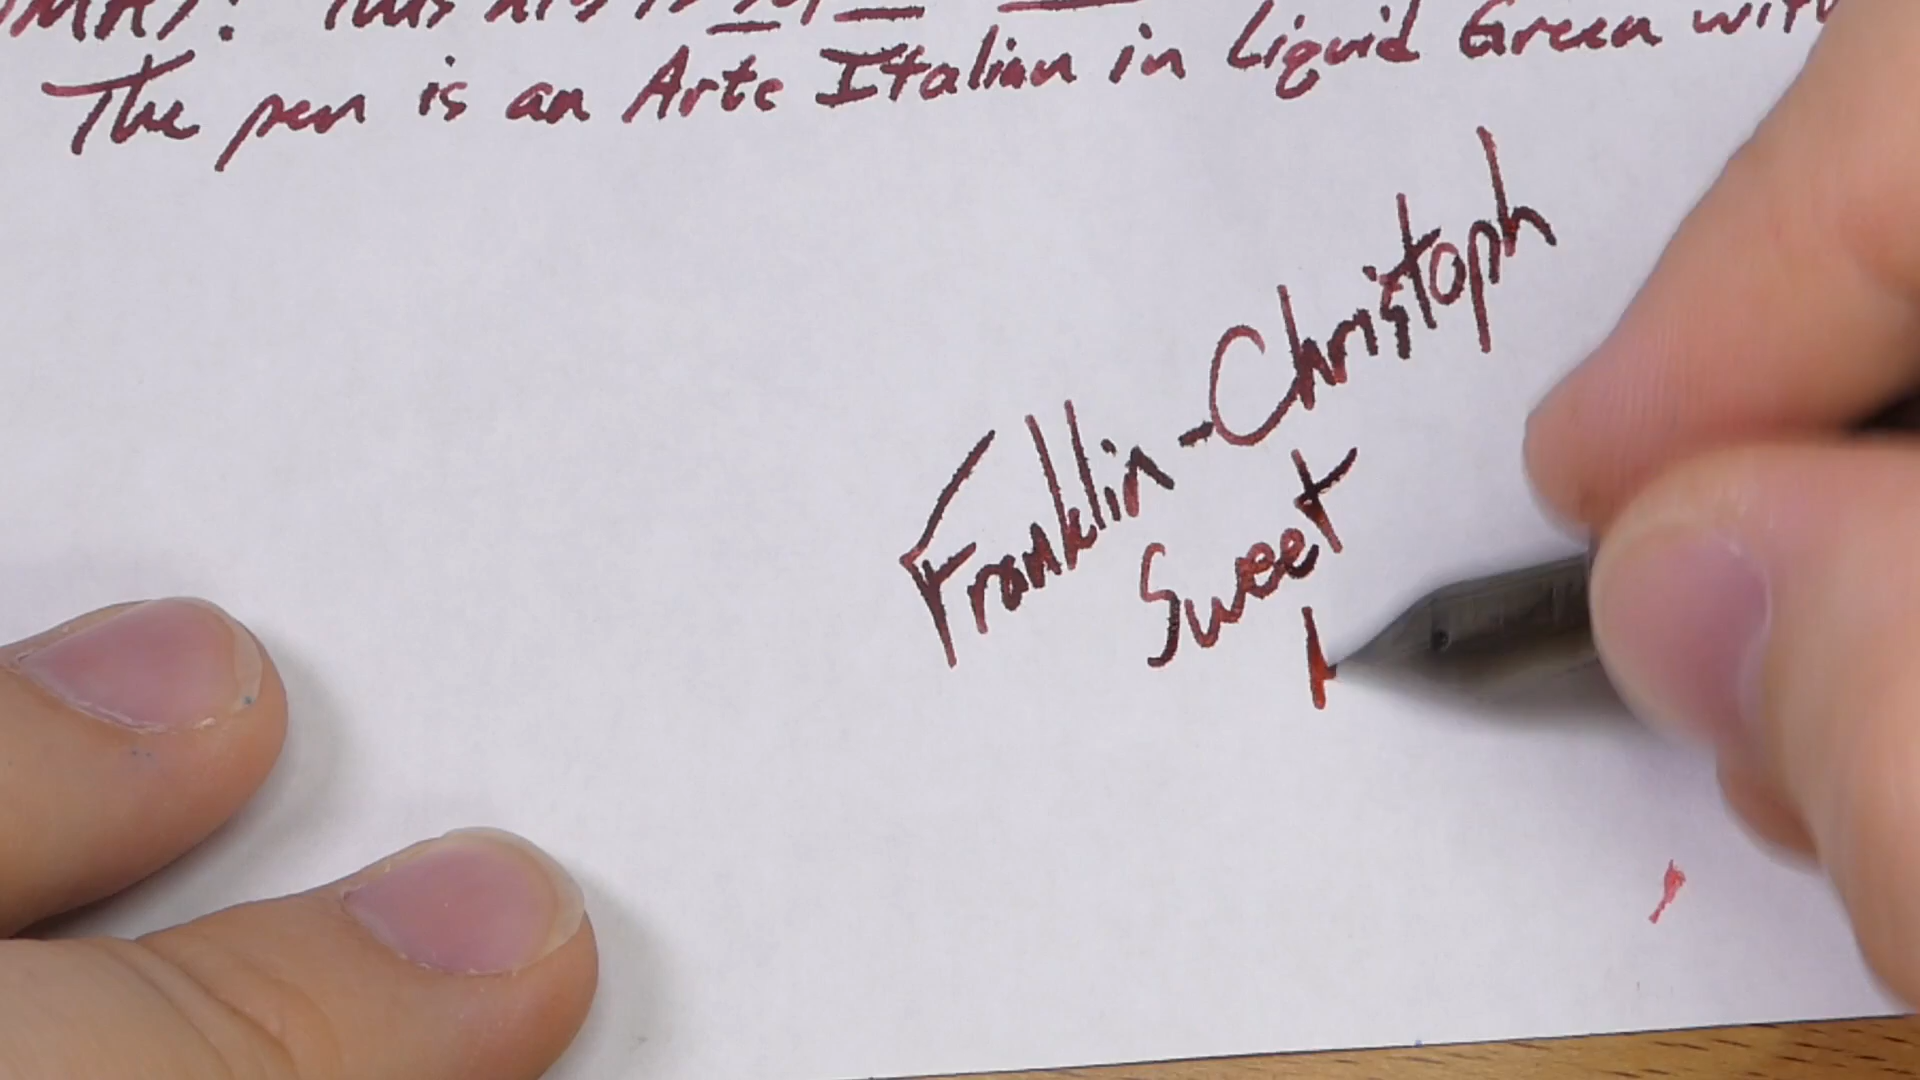 The pen is an Arte Italian in Liquid Green with
Franklin-Christoph
Sweet